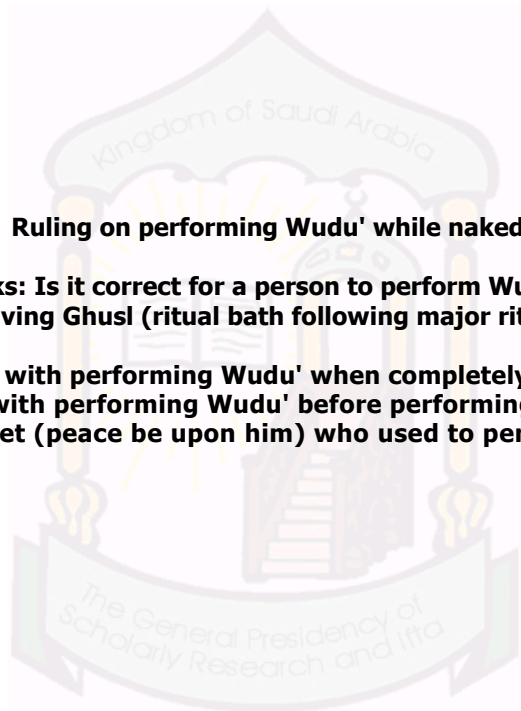 Kingdom of Saudi Arabia
Ruling on performing Wudu' while naked
ks: Is it correct for a person to perform Wu
ving Ghusl (ritual bath following major rit
with performing Wudu' when completely
with performing Wudu' before performing
et (peace be upon him) who used to per
The General Presidency of
Scholarly Research and Ifta